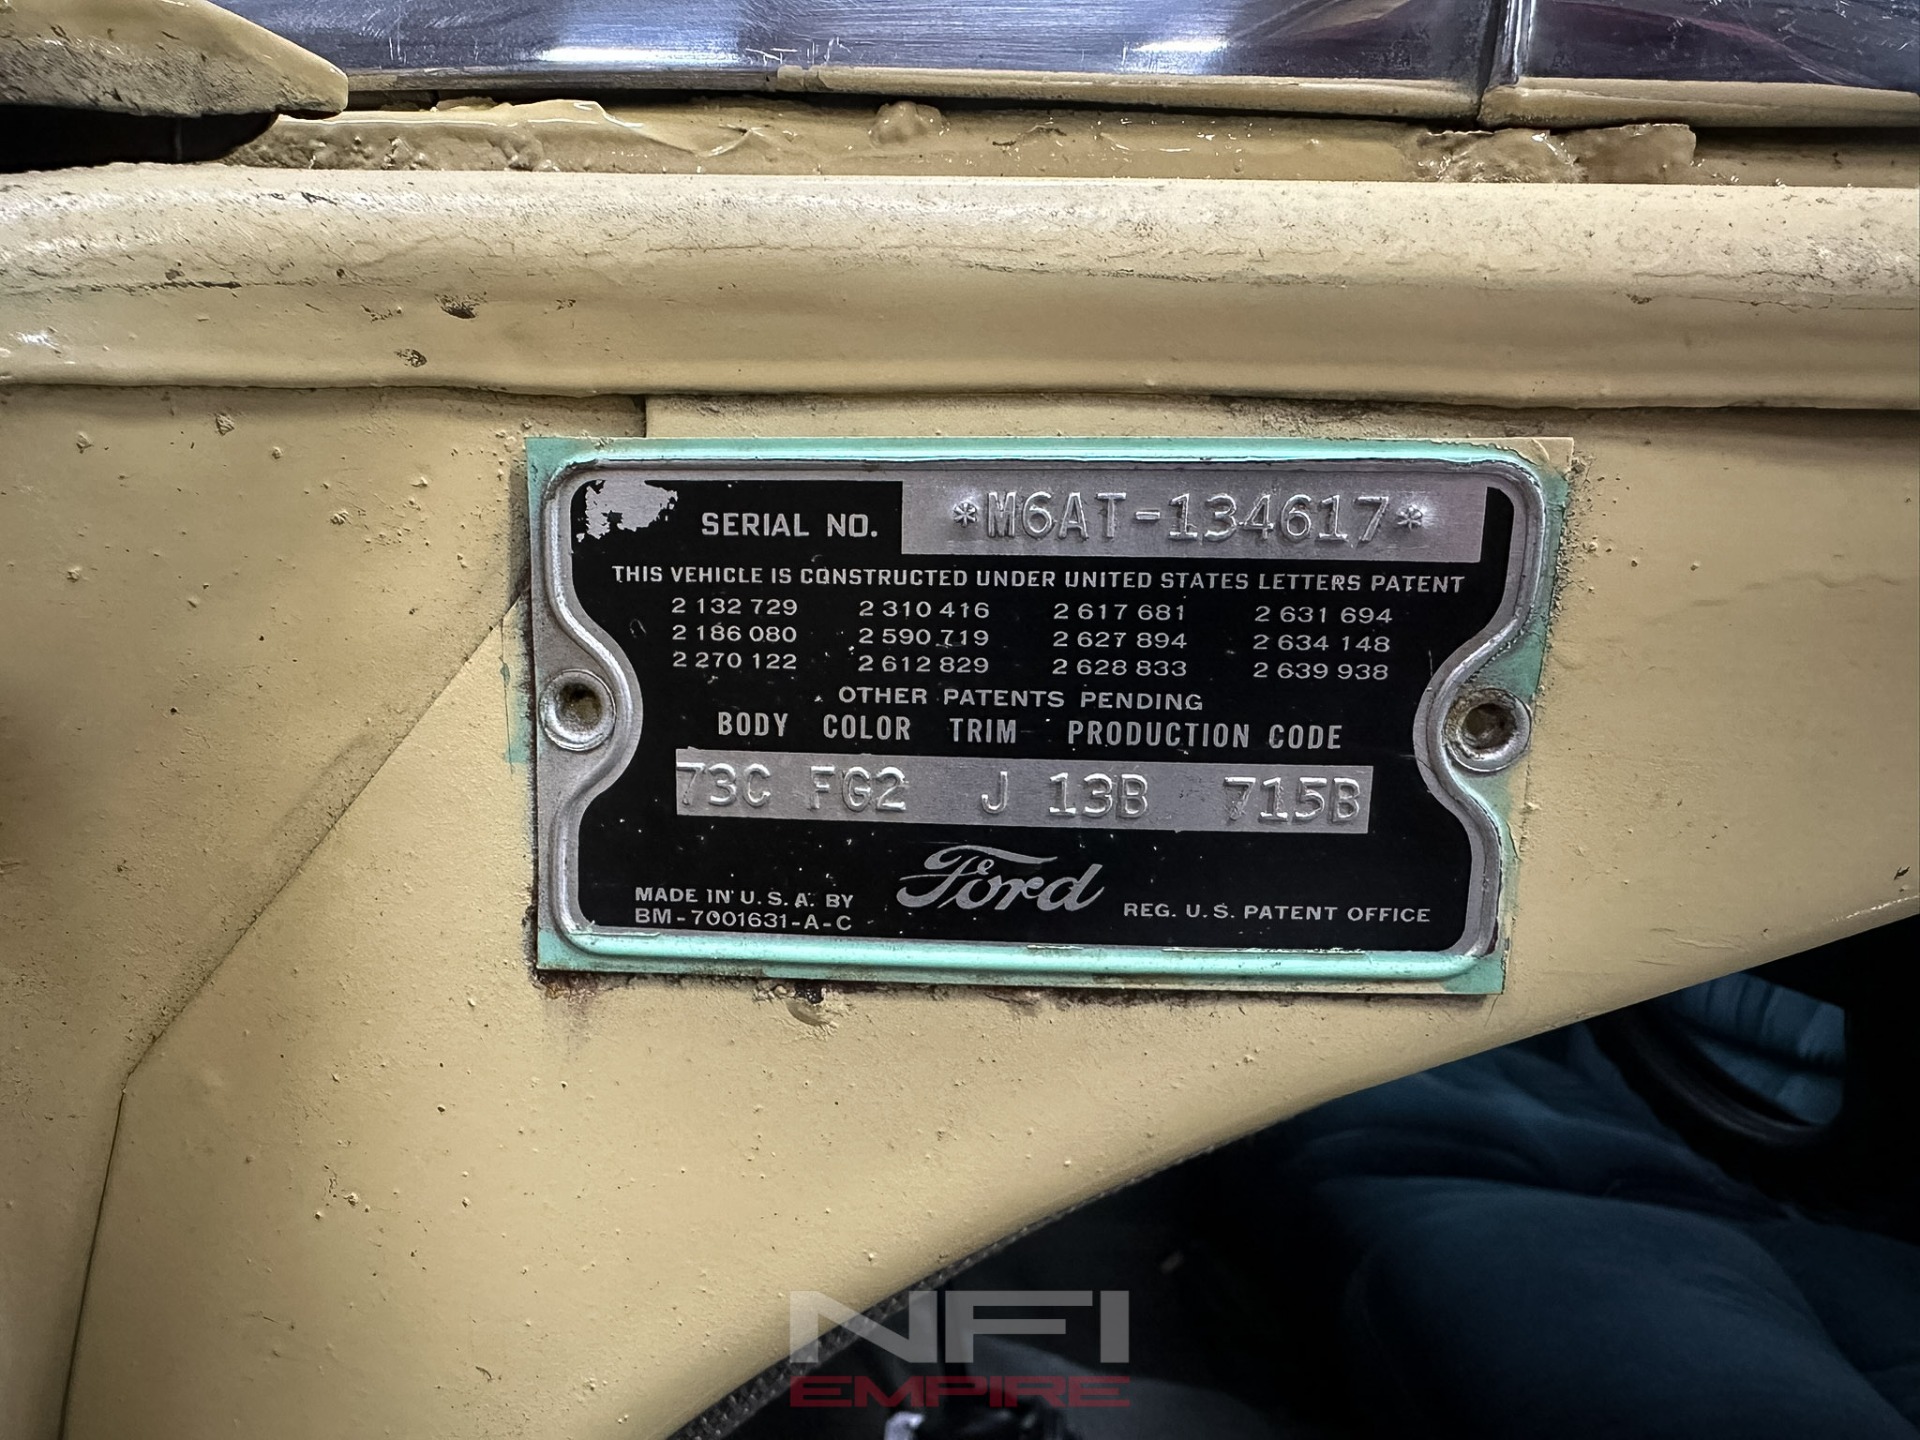 SERIAL NO. *M6AT-134617*
THIS VEHICLE IS CONSTRUCTED UNDER UNITED STATES LETTERS PATENT
2 132 729 2 310 416 2 617 681 2 631 694
2 186 080 2 590 719 2 627 894 2 634 148
2 270 122 2 612 829 2 628 833 2 639 938
OTHER PATENTS PENDING
BODY COLOR TRIM PRODUCTION CODE
73C FG2 J 13B 715B
Ford
MADE IN U.S.A. BY
BM-7001631-A-C
REG. U.S. PATENT OFFICE
NFI
EMPIRE